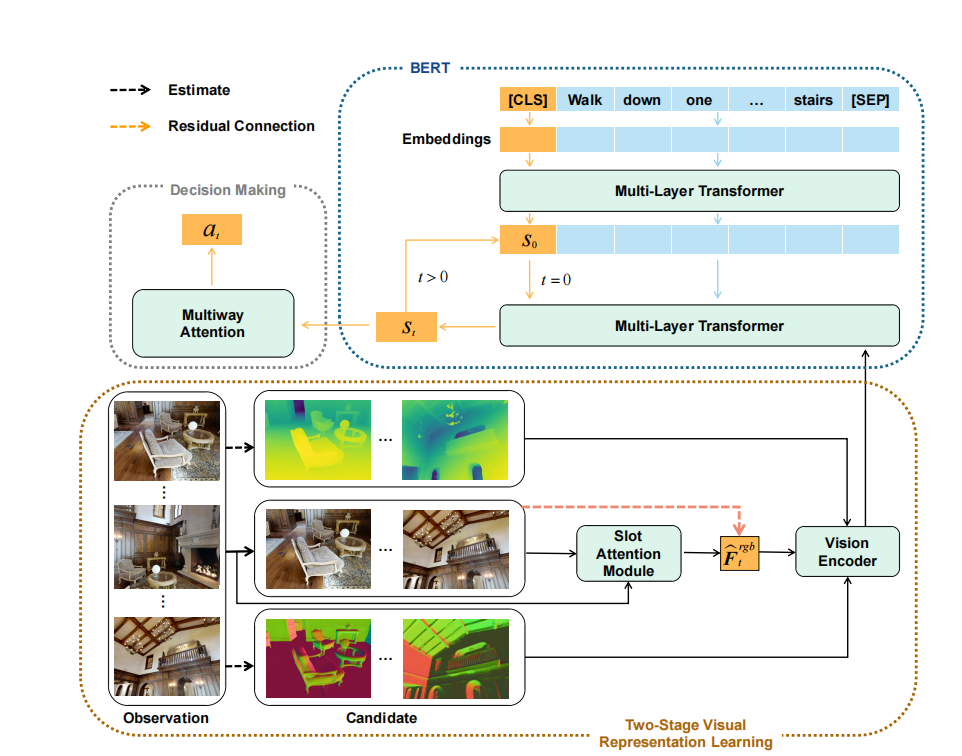 BERT
Estimate
Residual Connection
[CLS] Walk down one ... stairs [SEP]
Embeddings
Multi-Layer Transformer
Decision Making
a_t
s_0
t > 0
t = 0
Multiway
Attention
s_t
Multi-Layer Transformer
...
...
...
...
...
Slot
Attention
Module
\widehat{F}_t^{rgb}
Vision
Encoder
Observation
Candidate
Two-Stage Visual
Representation Learning